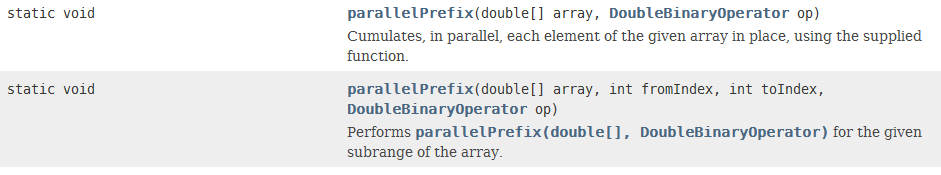 static void parallelPrefix(double[] array, DoubleBinaryOperator op)
Cumulates, in parallel, each element of the given array in place, using the supplied
function.
static void parallelPrefix(double[] array, int fromIndex, int toIndex,
DoubleBinaryOperator op)
Performs parallelPrefix(double[], DoubleBinaryOperator) for the given
subrange of the array.